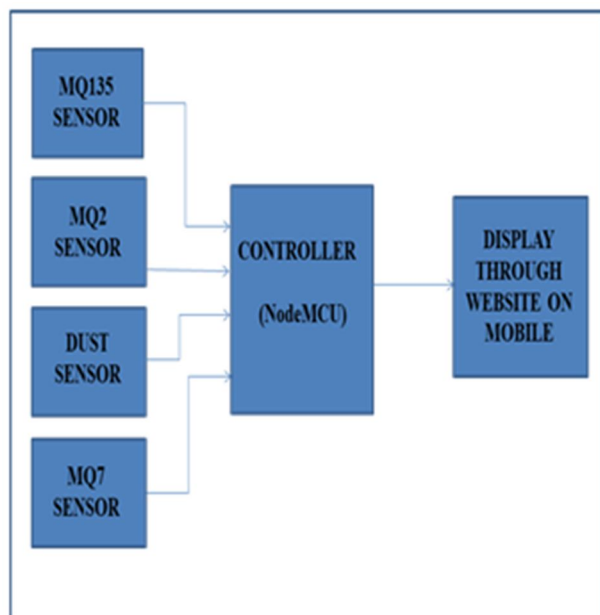 MQ135
SENSOR
MQ2
SENSOR
DUST
SENSOR
MQ7
SENSOR
CONTROLLER
(NodeMCU)
DISPLAY
THROUGH
WEBSITE ON
MOBILE